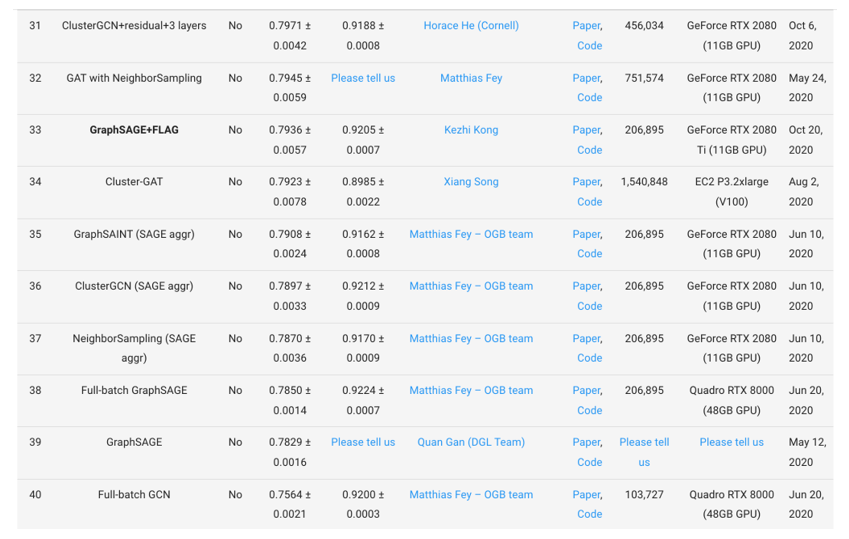 31 ClusterGCN+residual+3 layers No 0.7971 ± 0.9188 ± Horace He (Cornell) Paper, 456,034 GeForce RTX 2080 Oct 6,
0.0042 0.0008 Code (11GB GPU) 2020
32 GAT with NeighborSampling No 0.7945 ± Please tell us Matthias Fey Paper, 751,574 GeForce RTX 2080 May 24,
0.0059 Code (11GB GPU) 2020
33 GraphSAGE+FLAG No 0.7936 ± 0.9205 ± Kezhi Kong Paper, 206,895 GeForce RTX 2080 Oct 20,
0.0057 0.0007 Code Ti (11GB GPU) 2020
34 Cluster-GAT No 0.7923 ± 0.8985 ± Xiang Song Paper, 1,540,848 EC2 P3.2xlarge Aug 2,
0.0078 0.0022 Code (V100) 2020
35 GraphSAINT (SAGE aggr) No 0.7908 ± 0.9162 ± Matthias Fey – OGB team Paper, 206,895 GeForce RTX 2080 Jun 10,
0.0024 0.0008 Code (11GB GPU) 2020
36 ClusterGCN (SAGE aggr) No 0.7897 ± 0.9212 ± Matthias Fey – OGB team Paper, 206,895 GeForce RTX 2080 Jun 10,
0.0033 0.0009 Code (11GB GPU) 2020
37 NeighborSampling (SAGE No 0.7870 ± 0.9170 ± Matthias Fey – OGB team Paper, 206,895 GeForce RTX 2080 Jun 10,
aggr) 0.0036 0.0009 Code (11GB GPU) 2020
38 Full-batch GraphSAGE No 0.7850 ± 0.9224 ± Matthias Fey – OGB team Paper, 206,895 Quadro RTX 8000 Jun 20,
0.0014 0.0007 Code (48GB GPU) 2020
39 GraphSAGE No 0.7829 ± Please tell us Quan Gan (DGL Team) Paper, Please tell Please tell us May 12,
0.0016 Code us 2020
40 Full-batch GCN No 0.7564 ± 0.9200 ± Matthias Fey – OGB team Paper, 103,727 Quadro RTX 8000 Jun 20,
0.0021 0.0003 Code (48GB GPU) 2020